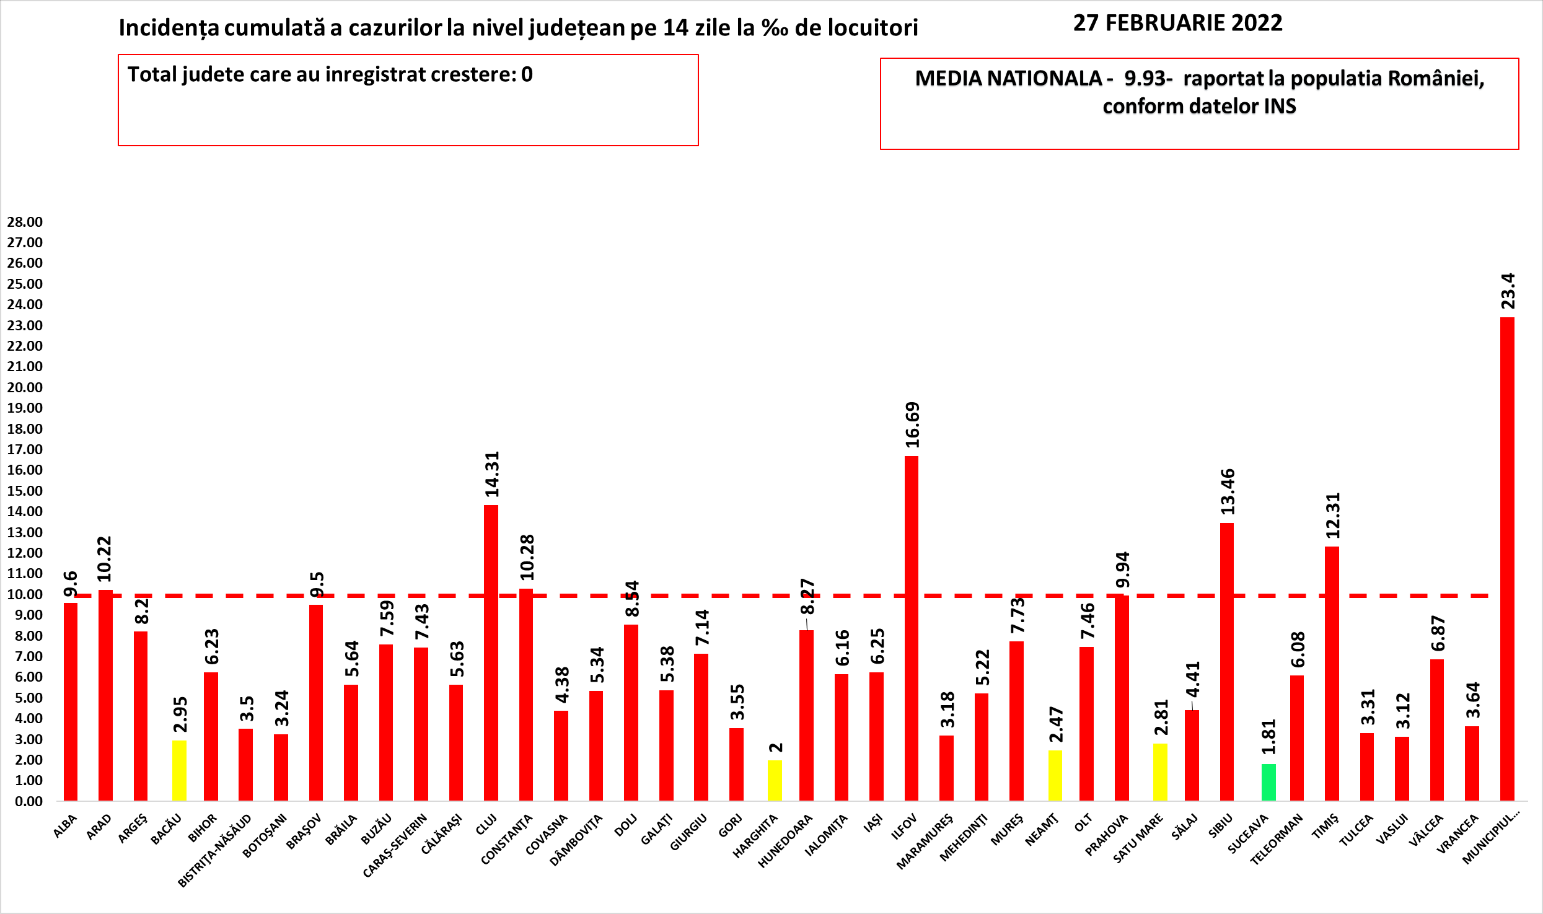 Incidența cumulată a cazurilor la nivel județean pe 14 zile la ‰ de locuitori
27 FEBRUARIE 2022
Total judete care au inregistrat crestere: 0
MEDIA NATIONALA - 9.93- raportat la populatia României,
conform datelor INS
28.00
27.00
26.00
25.00
24.00
23.00
22.00
21.00
20.00
19.00
18.00
17.00
16.00
15.00
14.00
13.00
12.00
11.00
10.00
9.00
8.00
7.00
6.00
5.00
4.00
3.00
2.00
1.00
0.00
9.6
10.22
8.2
2.95
6.23
3.5
3.24
9.5
5.64
7.59
7.43
5.63
14.31
10.28
4.38
5.34
8.54
5.38
7.14
3.55
2
8.27
6.16
6.25
16.69
3.18
5.22
7.73
2.47
7.46
9.94
2.81
4.41
13.46
1.81
6.08
12.31
3.31
3.12
6.87
3.64
23.4
ALBA
ARAD
ARGEȘ
BACĂU
BIHOR
BISTRIȚA-NĂSĂUD
BOTOȘANI
BRAȘOV
BRĂILA
BUZĂU
CARAȘ-SEVERIN
CĂLĂRAȘI
CLUJ
CONSTANȚA
COVASNA
DÂMBOVIȚA
DOLJ
GALAȚI
GIURGIU
GORJ
HARGHITA
HUNEDOARA
IALOMIȚA
IAȘI
ILFOV
MARAMUREȘ
MEHEDINȚI
MUREȘ
NEAMȚ
OLT
PRAHOVA
SATU MARE
SĂLAJ
SIBIU
SUCEAVA
TELEORMAN
TIMIȘ
TULCEA
VASLUI
VÂLCEA
VRANCEA
MUNICIPIUL...